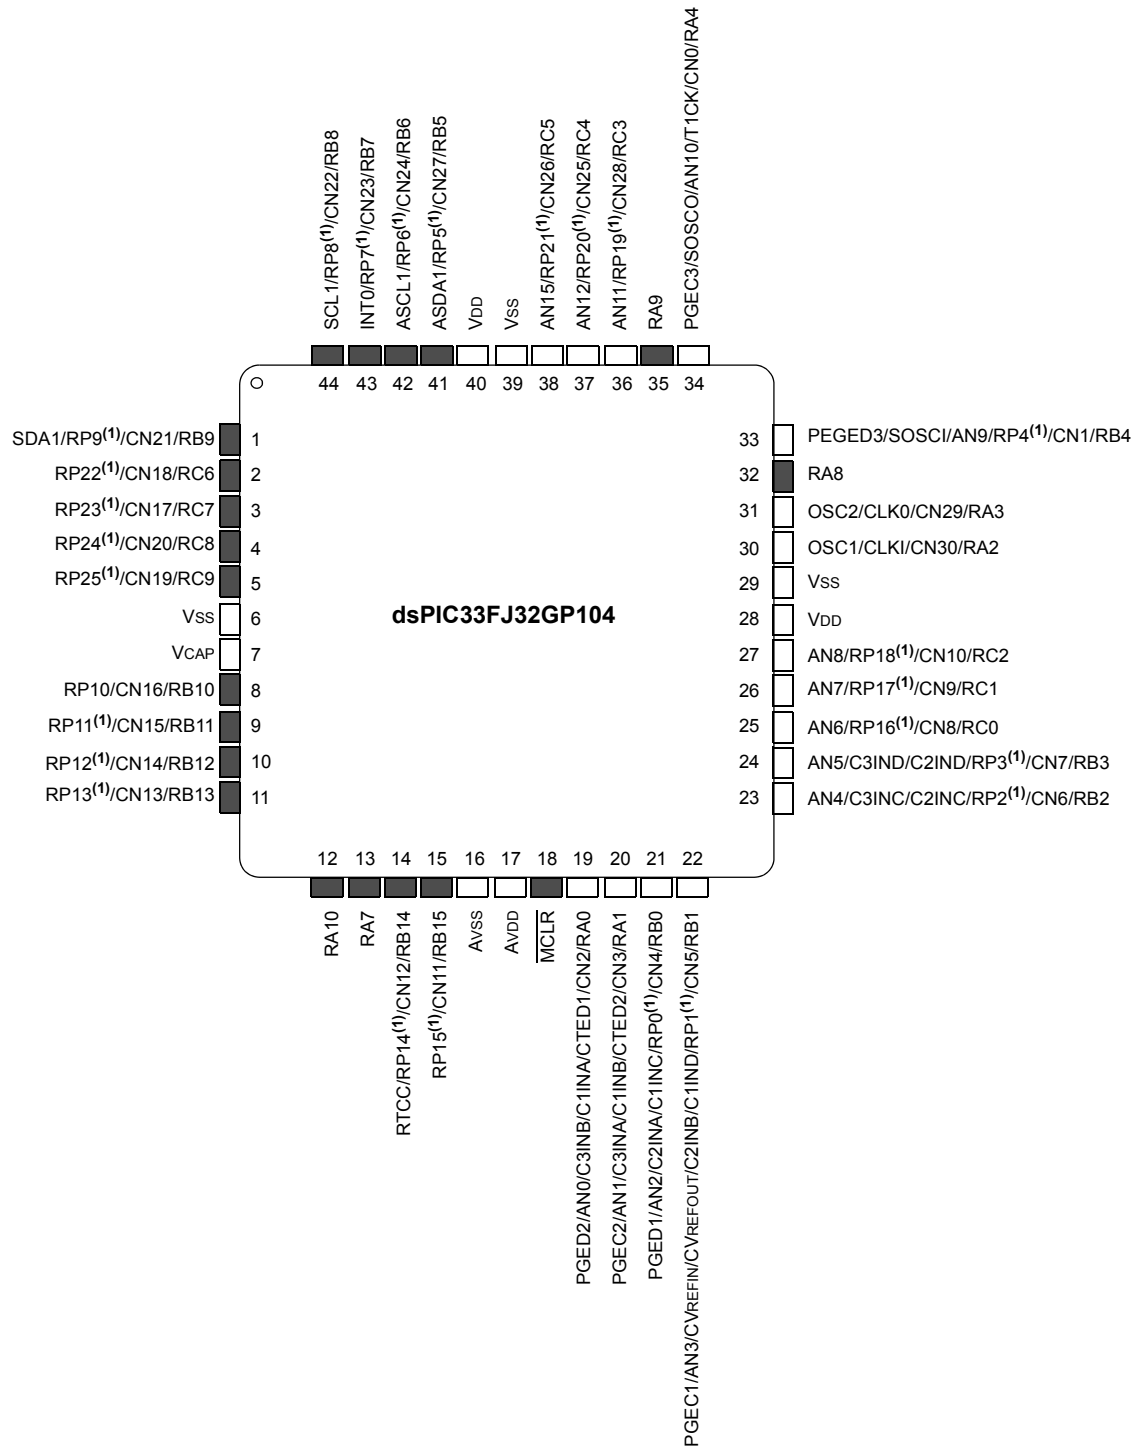 SCL1/RP8(1)/CN22/RB8
INT0/RP7(1)/CN23/RB7
ASCL1/RP6(1)/CN24/RB6
ASDA1/RP5(1)/CN27/RB5
VDD
VSS
AN15/RP21(1)/CN26/RC5
AN12/RP20(1)/CN25/RC4
AN11/RP19(1)/CN28/RC3
RA9
PGEC3/SOSCO/AN10/T1CK/CN0/RA4
44 43 42 41 40 39 38 37 36 35 34
SDA1/RP9(1)/CN21/RB9 1
RP22(1)/CN18/RC6 2
RP23(1)/CN17/RC7 3
RP24(1)/CN20/RC8 4
RP25(1)/CN19/RC9 5
VSS 6
VCAP 7
RP10/CN16/RB10 8
RP11(1)/CN15/RB11 9
RP12(1)/CN14/RB12 10
RP13(1)/CN13/RB13 11
dsPIC33FJ32GP104
33 PEGED3/SOSCI/AN9/RP4(1)/CN1/RB4
32 RA8
31 OSC2/CLK0/CN29/RA3
30 OSC1/CLKI/CN30/RA2
29 VSS
28 VDD
27 AN8/RP18(1)/CN10/RC2
26 AN7/RP17(1)/CN9/RC1
25 AN6/RP16(1)/CN8/RC0
24 AN5/C3IND/C2IND/RP3(1)/CN7/RB3
23 AN4/C3INC/C2INC/RP2(1)/CN6/RB2
12 13 14 15 16 17 18 19 20 21 22
RA10
RA7
RTCC/RP14(1)/CN12/RB14
RP15(1)/CN11/RB15
AVSS
AVDD
MCLR
PGED2/AN0/C3INB/C1INA/CTED1/CN2/RA0
PGEC2/AN1/C3INA/C1INB/CTED2/CN3/RA1
PGED1/AN2/C2INA/C1INC/RP0(1)/CN4/RB0
PGEC1/AN3/CVREFIN/CVREFOUT/C2INB/C1IND/RP1(1)/CN5/RB1